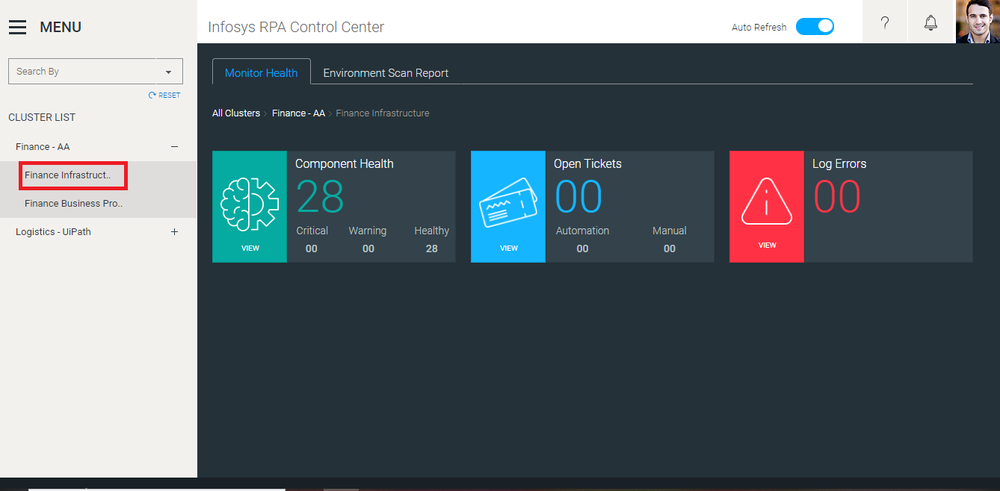 MENU
Infosys RPA Control Center
Auto Refresh
?
Search By
RESET
CLUSTER LIST
Finance - AA
Finance Infrastruct..
Finance Business Pro..
Logistics - UiPath
Monitor Health
Environment Scan Report
All Clusters > Finance - AA > Finance Infrastructure
Component Health
28
Critical Warning Healthy
00 00 28
VIEW
Open Tickets
00
Automation Manual
00 00
VIEW
Log Errors
00
VIEW